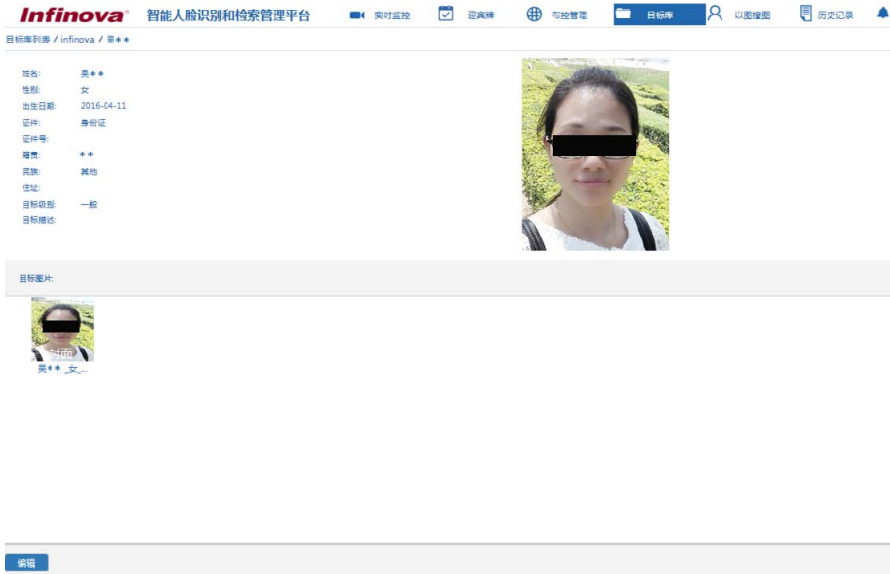 Infinova® 智能人脸识别和检索管理平台 实时监控 迎宾牌 布控管理 目标库 以图搜图 历史记录
目标库列表 / infinova / 吴**
姓名: 吴**
性别: 女
出生日期: 2016-04-11
证件: 身份证
证件号:
籍贯: **
民族: 其他
住址:
目标级别: 一般
目标描述:
目标图片:
封面
吴** _女_...
编辑